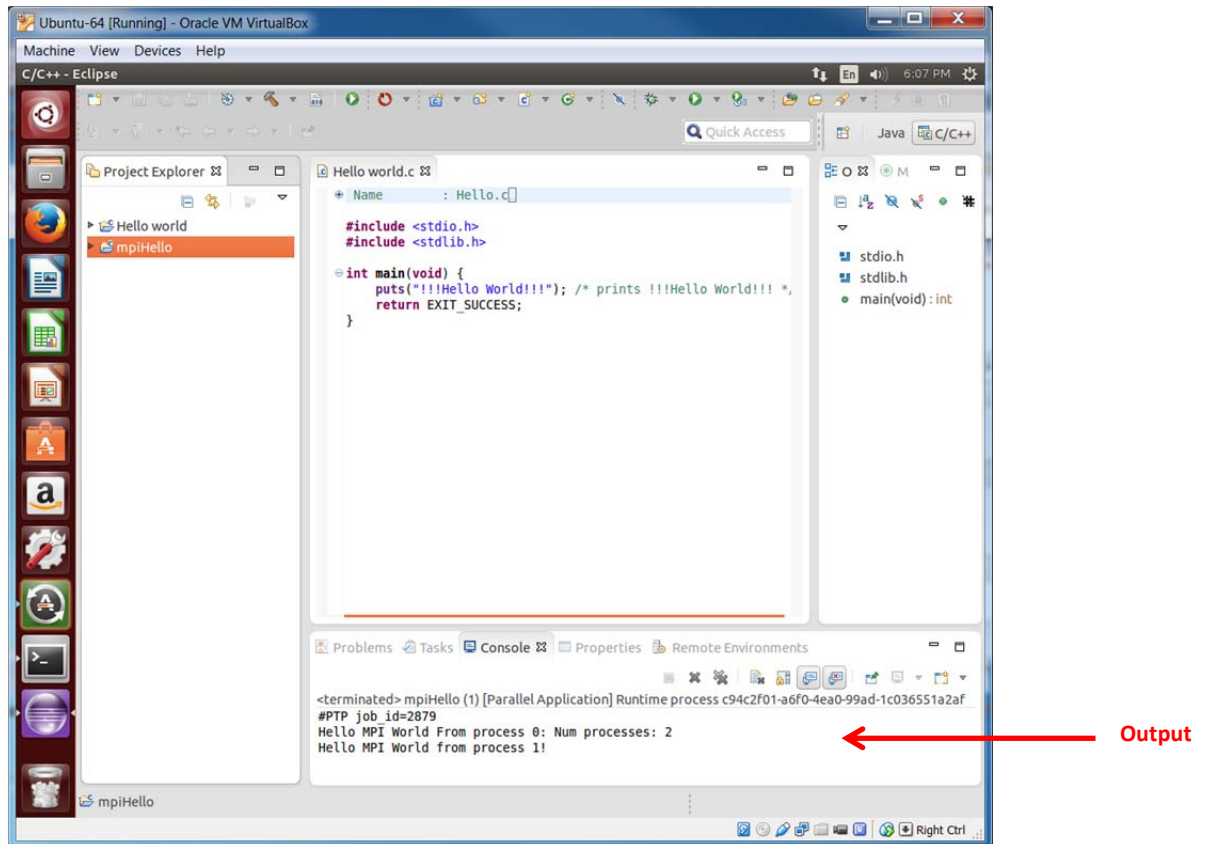 Ubuntu-64 [Running] - Oracle VM VirtualBox
Machine View Devices Help
C/C++ - Eclipse
En
6:07 PM
Quick Access
Java
C/C++
Project Explorer
Hello world
mpiHello
Hello world.c
Name : Hello.c
#include <stdio.h>
#include <stdlib.h>
int main(void) {
puts("!!!Hello World!!!"); /* prints !!!Hello World!!! *
return EXIT_SUCCESS;
}
O
M
stdio.h
stdlib.h
main(void) : int
Problems Tasks Console Properties Remote Environments
<terminated> mpiHello (1) [Parallel Application] Runtime process c94c2f01-a6f0-4ea0-99ad-1c036551a2af
#PTP job_id=2879
Hello MPI World From process 0: Num processes: 2
Hello MPI World from process 1!
Output
mpiHello
Right Ctrl